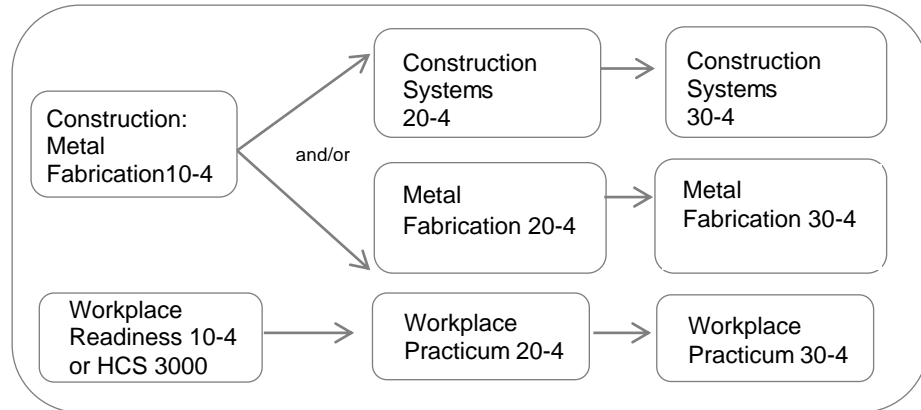 Construction:
Metal
Fabrication10-4
and/or
Construction
Systems
20-4
Construction
Systems
30-4
Metal
Fabrication 20-4
Metal
Fabrication 30-4
Workplace
Readiness 10-4
or HCS 3000
Workplace
Practicum 20-4
Workplace
Practicum 30-4